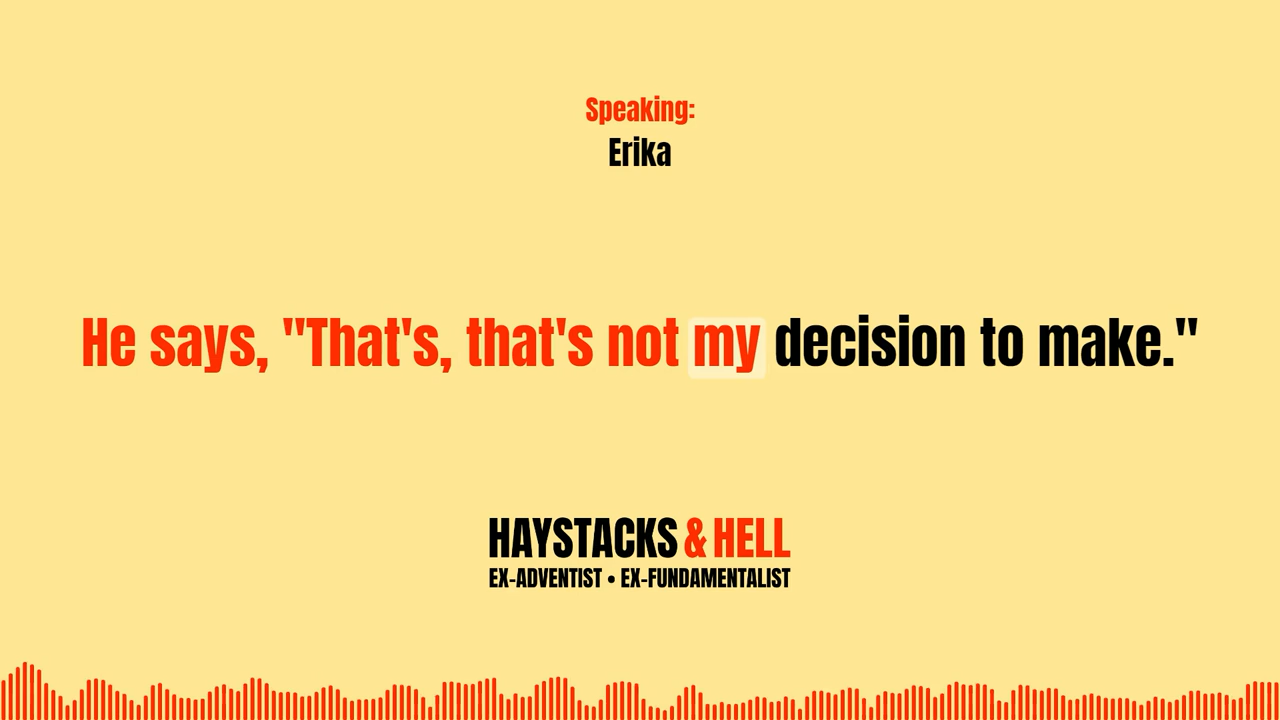 Speaking:
Erika
He says, "That's, that's not my decision to make."
HAYSTACKS & HELL
EX-ADVENTIST • EX-FUNDAMENTALIST